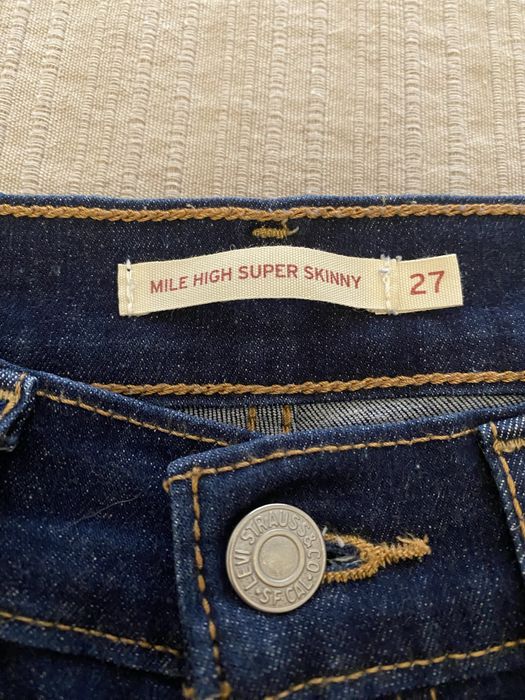 MILE HIGH SUPER SKINNY
27
LEVI STRAUSS & CO.
S.F. CAL.